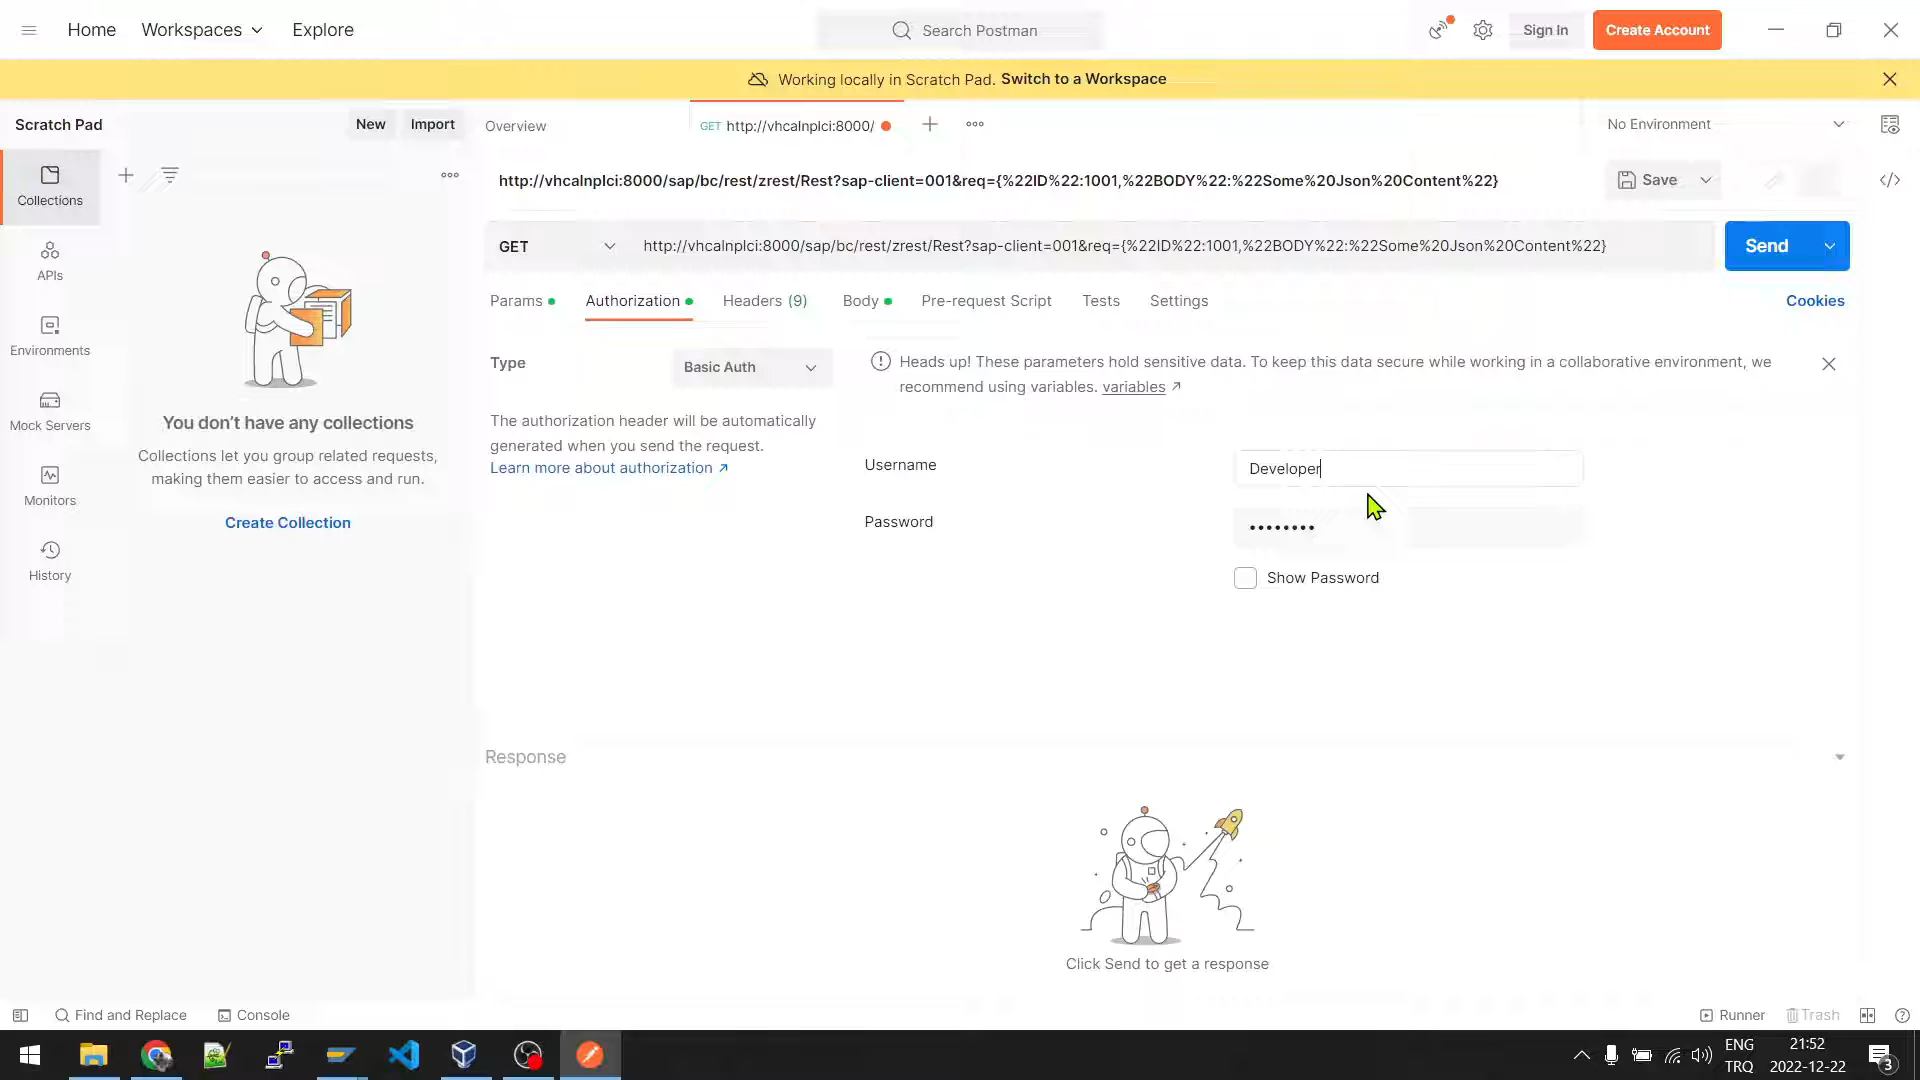 Home Workspaces Explore Search Postman Sign In Create Account
Working locally in Scratch Pad. Switch to a Workspace
Scratch Pad New Import Overview GET http://vhcalnplci:8000/ No Environment
http://vhcalnplci:8000/sap/bc/rest/zrest/Rest?sap-client=001&req={%22ID%22:1001,%22BODY%22:%22Some%20Json%20Content%22} Save
GET http://vhcalnplci:8000/sap/bc/rest/zrest/Rest?sap-client=001&req={%22ID%22:1001,%22BODY%22:%22Some%20Json%20Content%22} Send
Params Authorization Headers (9) Body Pre-request Script Tests Settings Cookies
Collections
APIs
Environments
Mock Servers
Monitors
History
You don't have any collections
Collections let you group related requests,
making them easier to access and run.
Create Collection
Type Basic Auth
The authorization header will be automatically
generated when you send the request.
Learn more about authorization
Heads up! These parameters hold sensitive data. To keep this data secure while working in a collaborative environment, we
recommend using variables. variables
Username Developer
Password ••••••••
Show Password
Response
Click Send to get a response
Find and Replace Console Runner Trash
ENG 21:52
TRQ 2022-12-22 3